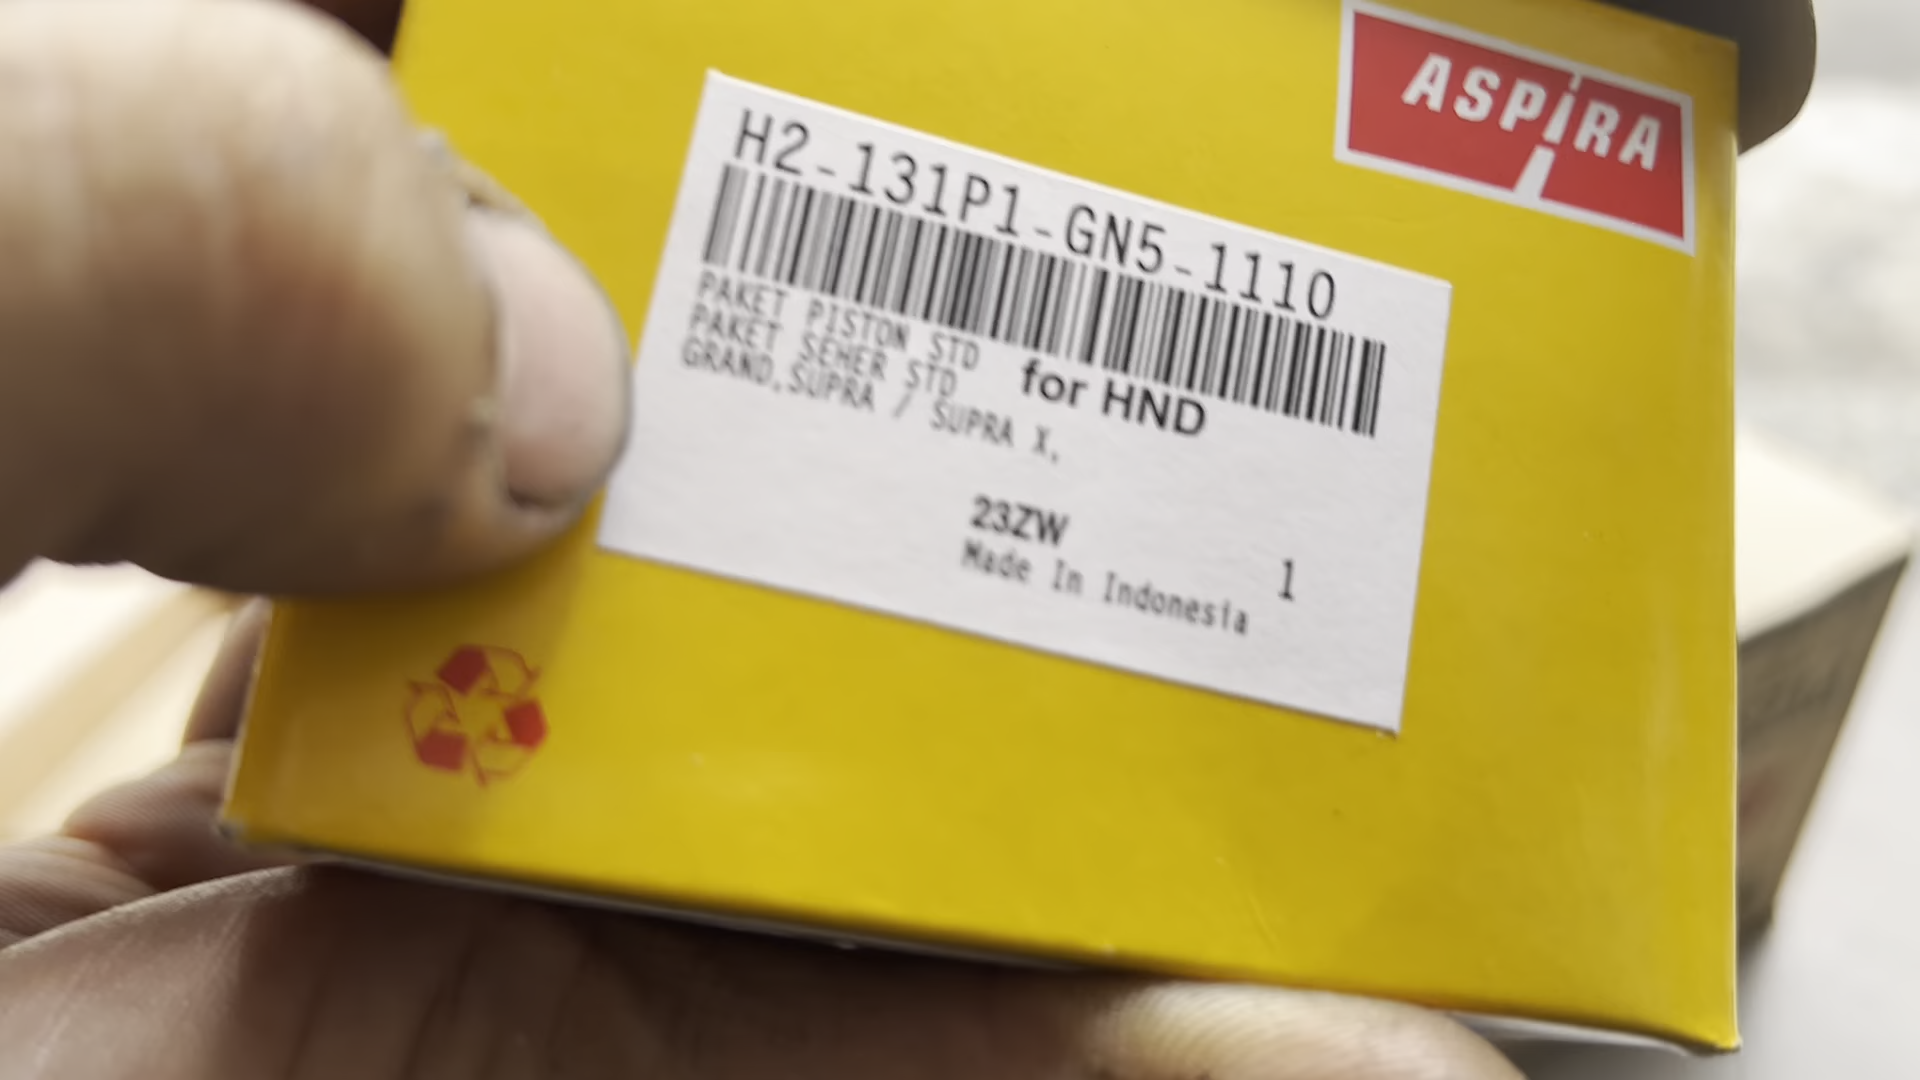 ASPIRA
H2-131P1-GN5-1110
PAKET PISTON STD
PAKET SEHER STD
for HND
GRAND,SUPRA / SUPRA X,
23ZW
Made In Indonesia
1